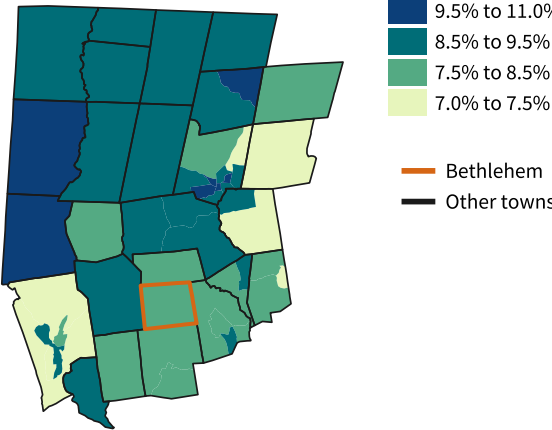 9.5% to 11.0%
8.5% to 9.5%
7.5% to 8.5%
7.0% to 7.5%
Bethlehem
Other towns